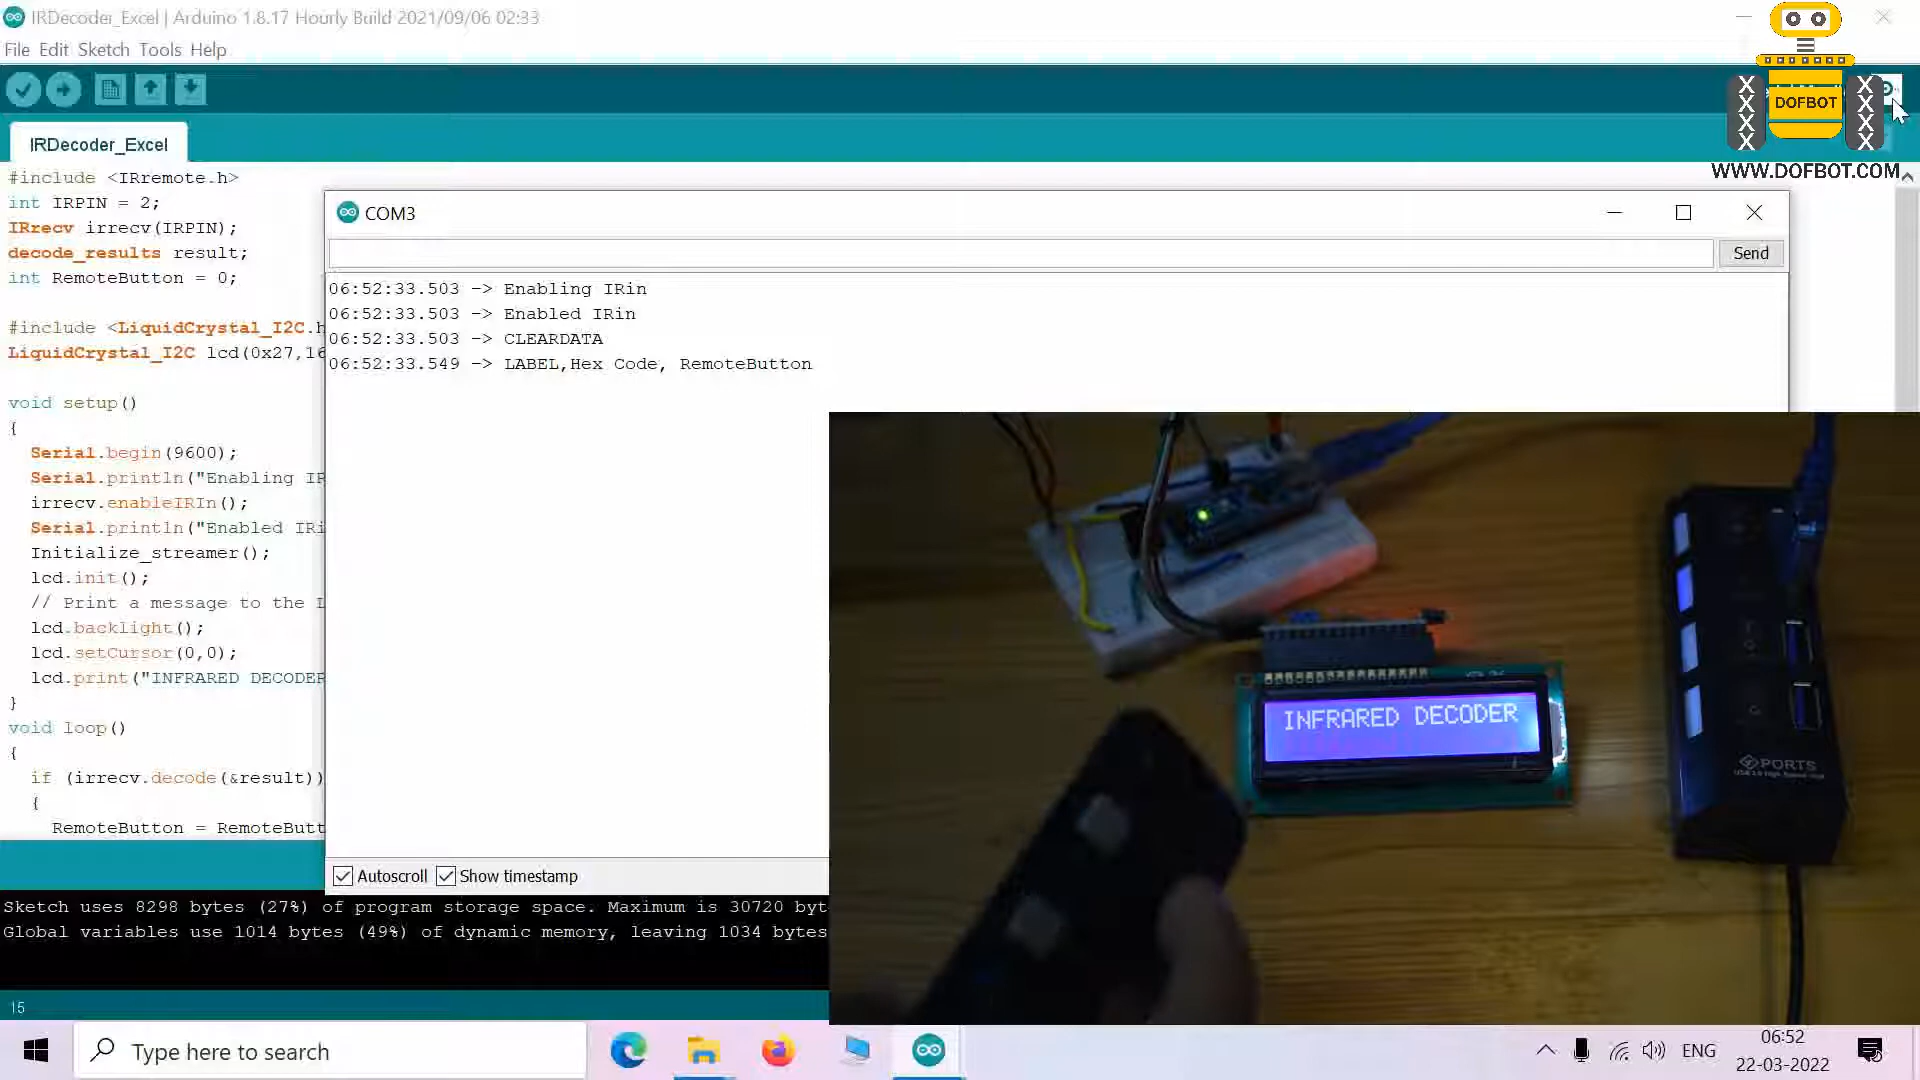 IRDecoder_Excel | Arduino 1.8.17 Hourly Build 2021/09/06 02:33
File Edit Sketch Tools Help
DOFBOT
WWW.DOFBOT.COM
IRDecoder_Excel
#include <IRremote.h>
int IRPIN = 2;
IRrecv irrecv(IRPIN);
decode_results result;
int RemoteButton = 0;
#include <LiquidCrystal_I2C.h
LiquidCrystal_I2C lcd(0x27,16
void setup()
{
Serial.begin(9600);
Serial.println("Enabling IR
irrecv.enableIRIn();
Serial.println("Enabled IRi
Initialize_streamer();
lcd.init();
// Print a message to the L
lcd.backlight();
lcd.setCursor(0,0);
lcd.print("INFRARED DECODER
}
void loop()
{
if (irrecv.decode(&result))
{
RemoteButton = RemoteButt
COM3
Send
06:52:33.503 -> Enabling IRin
06:52:33.503 -> Enabled IRin
06:52:33.503 -> CLEARDATA
06:52:33.549 -> LABEL,Hex Code, RemoteButton
Autoscroll
Show timestamp
INFRARED DECODER
PORTS
Sketch uses 8298 bytes (27%) of program storage space. Maximum is 30720 byt
Global variables use 1014 bytes (49%) of dynamic memory, leaving 1034 bytes
15
Type here to search
ENG
06:52
22-03-2022